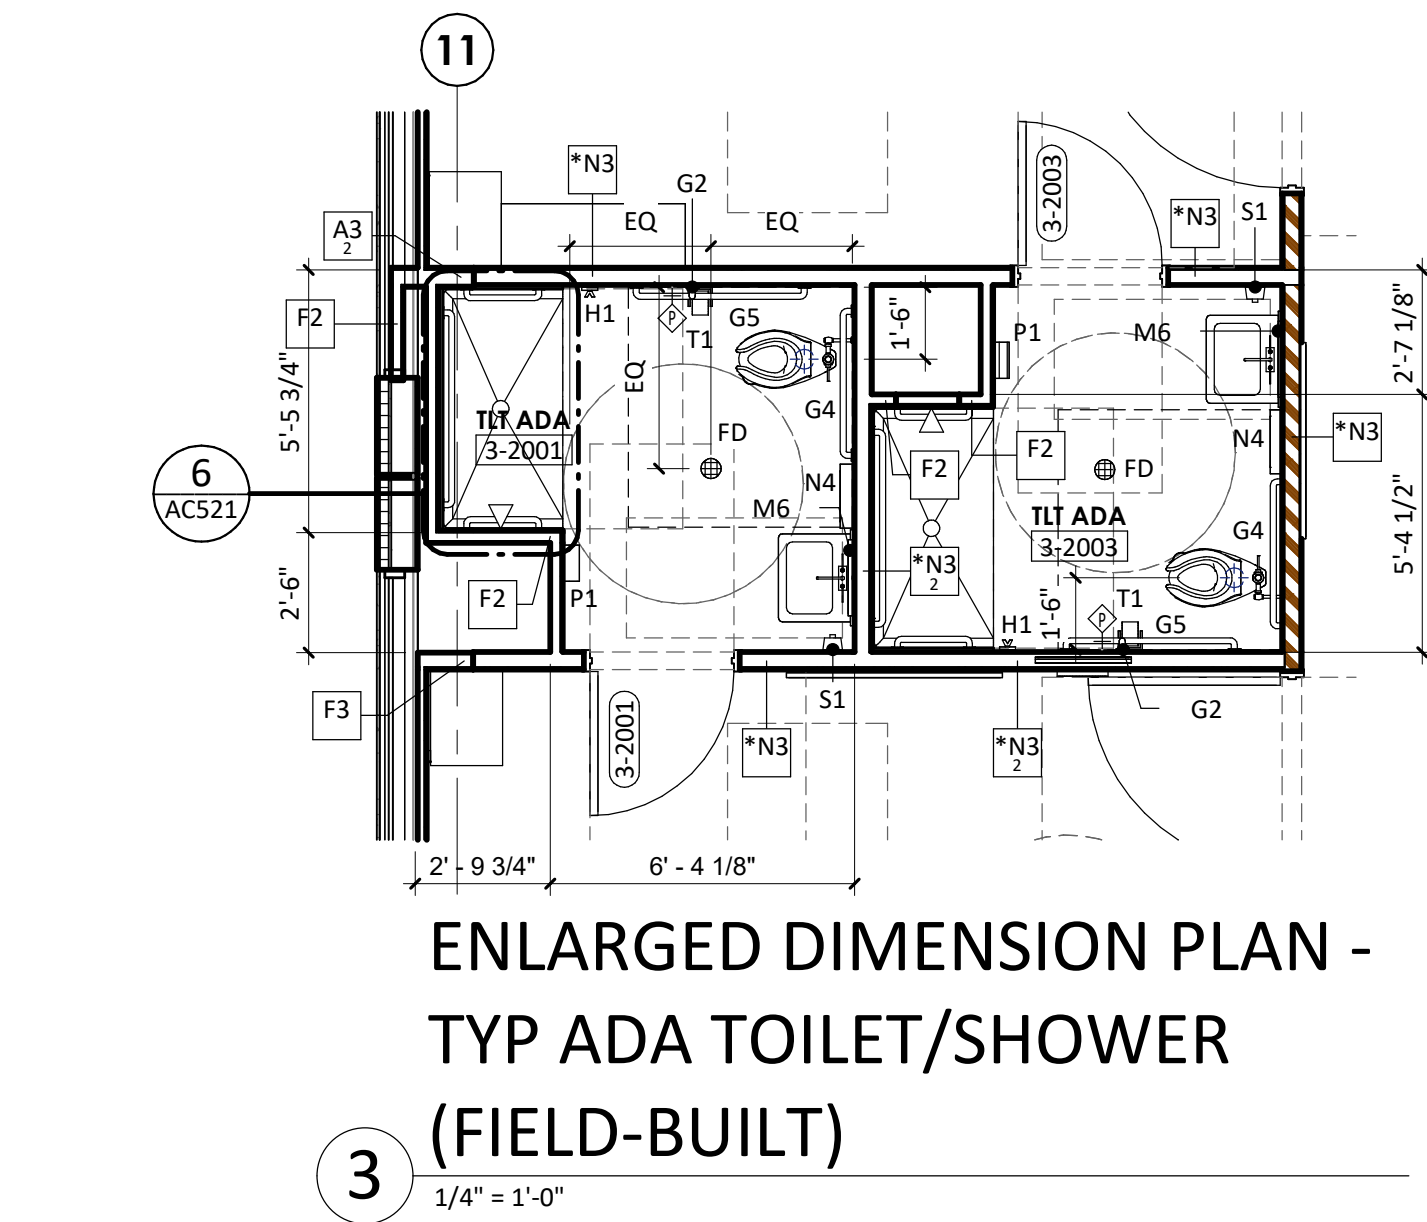 11
*N3
G2
3-2003
*N3
S1
A3
2
EQ
EQ
F2
H1
T1
G5
1'-6"
P1
M6
2'-7 1/8"
5'-5 3/4"
EQ
TLT ADA
3-2001
G4
FD
F2
F2
N4
*N3
FD
6
AC521
N4
M6
TLT ADA
3-2003
G4
5'-4 1/2"
2'-6"
F2
P1
*N3
2
H1
1'-6"
T1
G5
P
P
F3
3-2001
S1
*N3
*N3
2
G2
2' - 9 3/4"
6' - 4 1/8"
ENLARGED DIMENSION PLAN -
TYP ADA TOILET/SHOWER
(FIELD-BUILT)
3
1/4" = 1'-0"